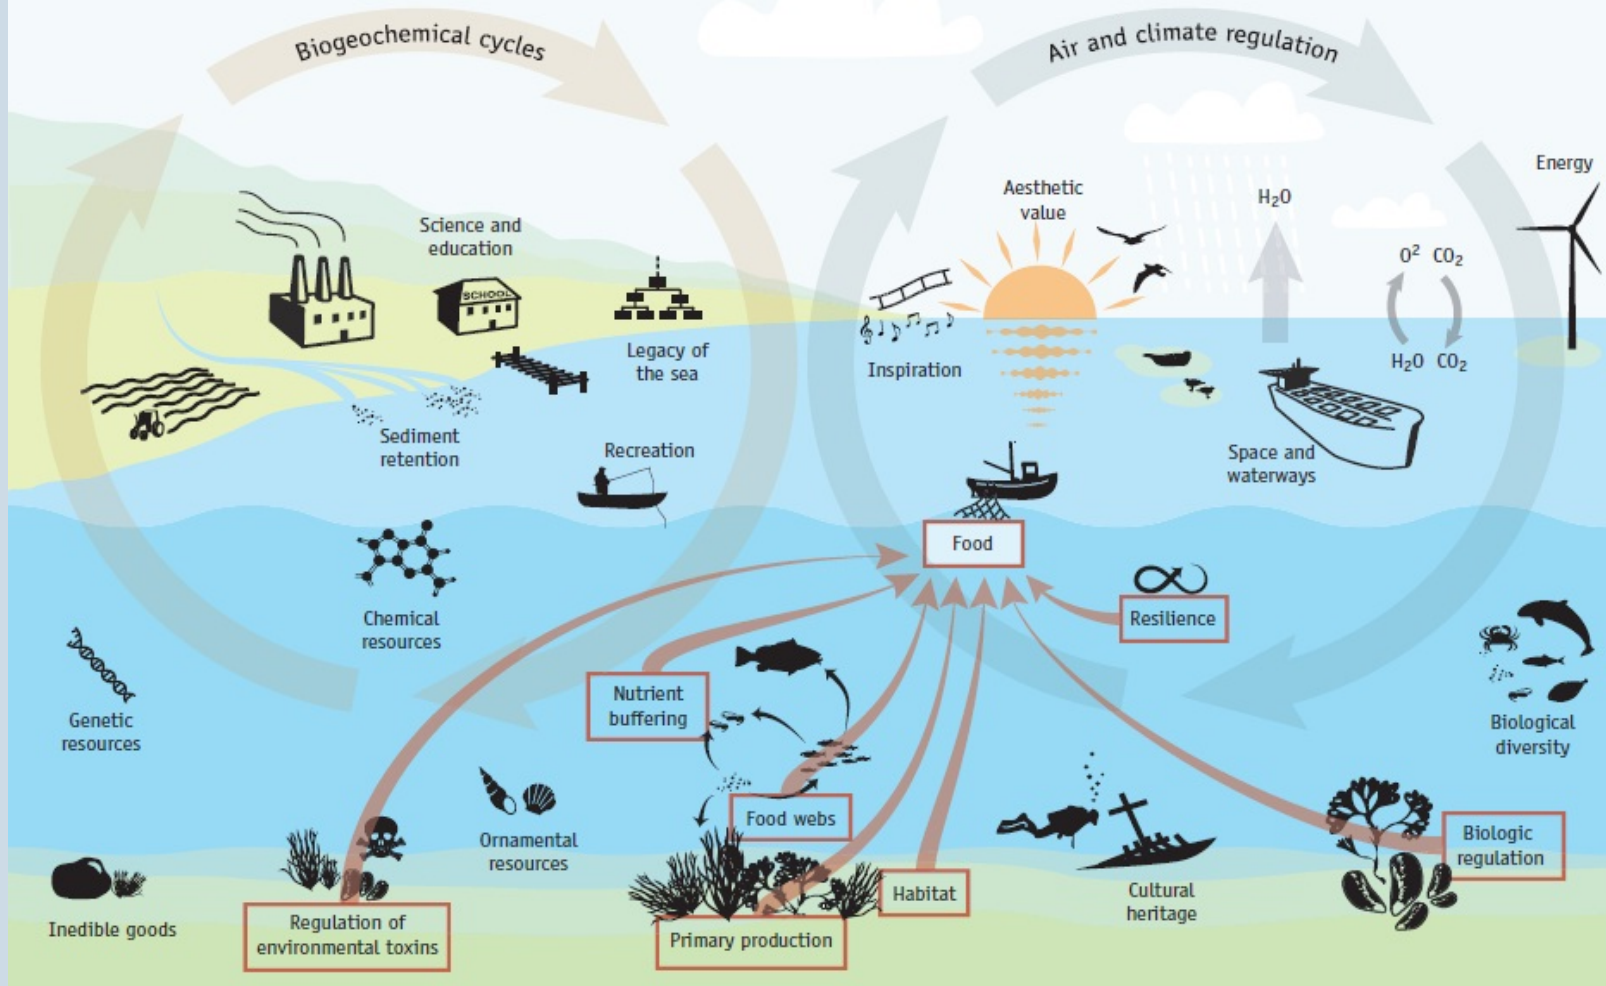 Biogeochemical cycles
Air and climate regulation
Energy
Aesthetic
value
H₂O
Science and
education
O² CO₂
SCHOOL
Legacy of
the sea
Inspiration
H₂O CO₂
Sediment
retention
Recreation
Space and
waterways
Food
Chemical
resources
Resilience
Genetic
resources
Nutrient
buffering
Biological
diversity
Food webs
Ornamental
resources
Biologic
regulation
Habitat
Cultural
heritage
Inedible goods
Regulation of
environmental toxins
Primary production